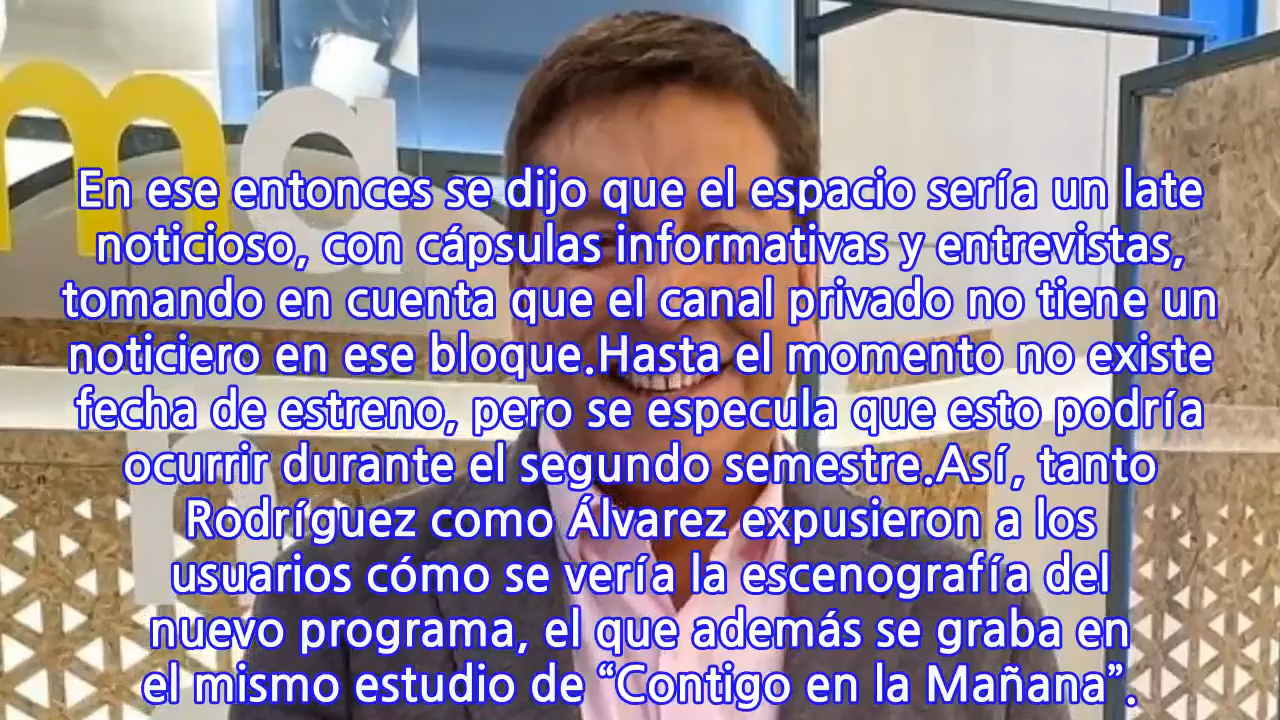 ma
En ese entonces se dijo que el espacio sería un late
noticioso, con cápsulas informativas y entrevistas,
tomando en cuenta que el canal privado no tiene un
noticiero en ese bloque.Hasta el momento no existe
fecha de estreno, pero se especula que esto podría
ocurrir durante el segundo semestre.Así, tanto
Rodríguez como Álvarez expusieron a los
usuarios cómo se vería la escenografía del
nuevo programa, el que además se graba en
el mismo estudio de “Contigo en la Mañana”.